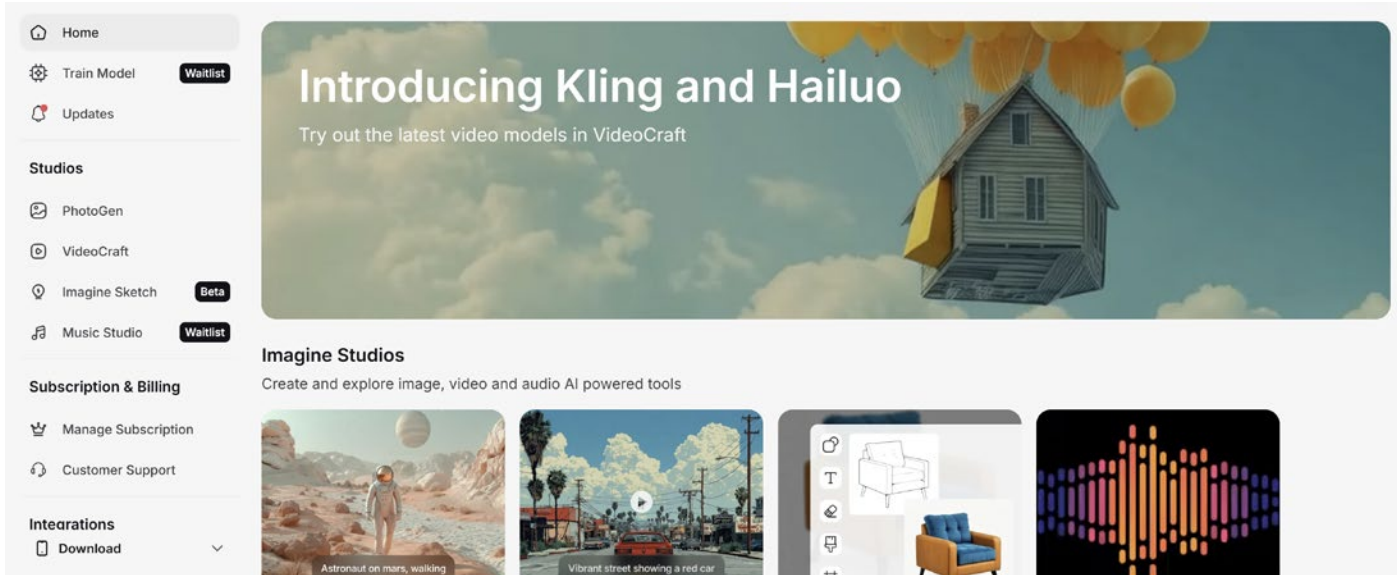 Home
Train Model
Waitlist
Updates
Studios
PhotoGen
VideoCraft
Imagine Sketch
Beta
Music Studio
Waitlist
Subscription & Billing
Manage Subscription
Customer Support
Integrations
Download
Introducing Kling and Hailuo
Try out the latest video models in VideoCraft
Imagine Studios
Create and explore image, video and audio AI powered tools
Astronaut on mars, walking
Vibrant street showing a red car
T